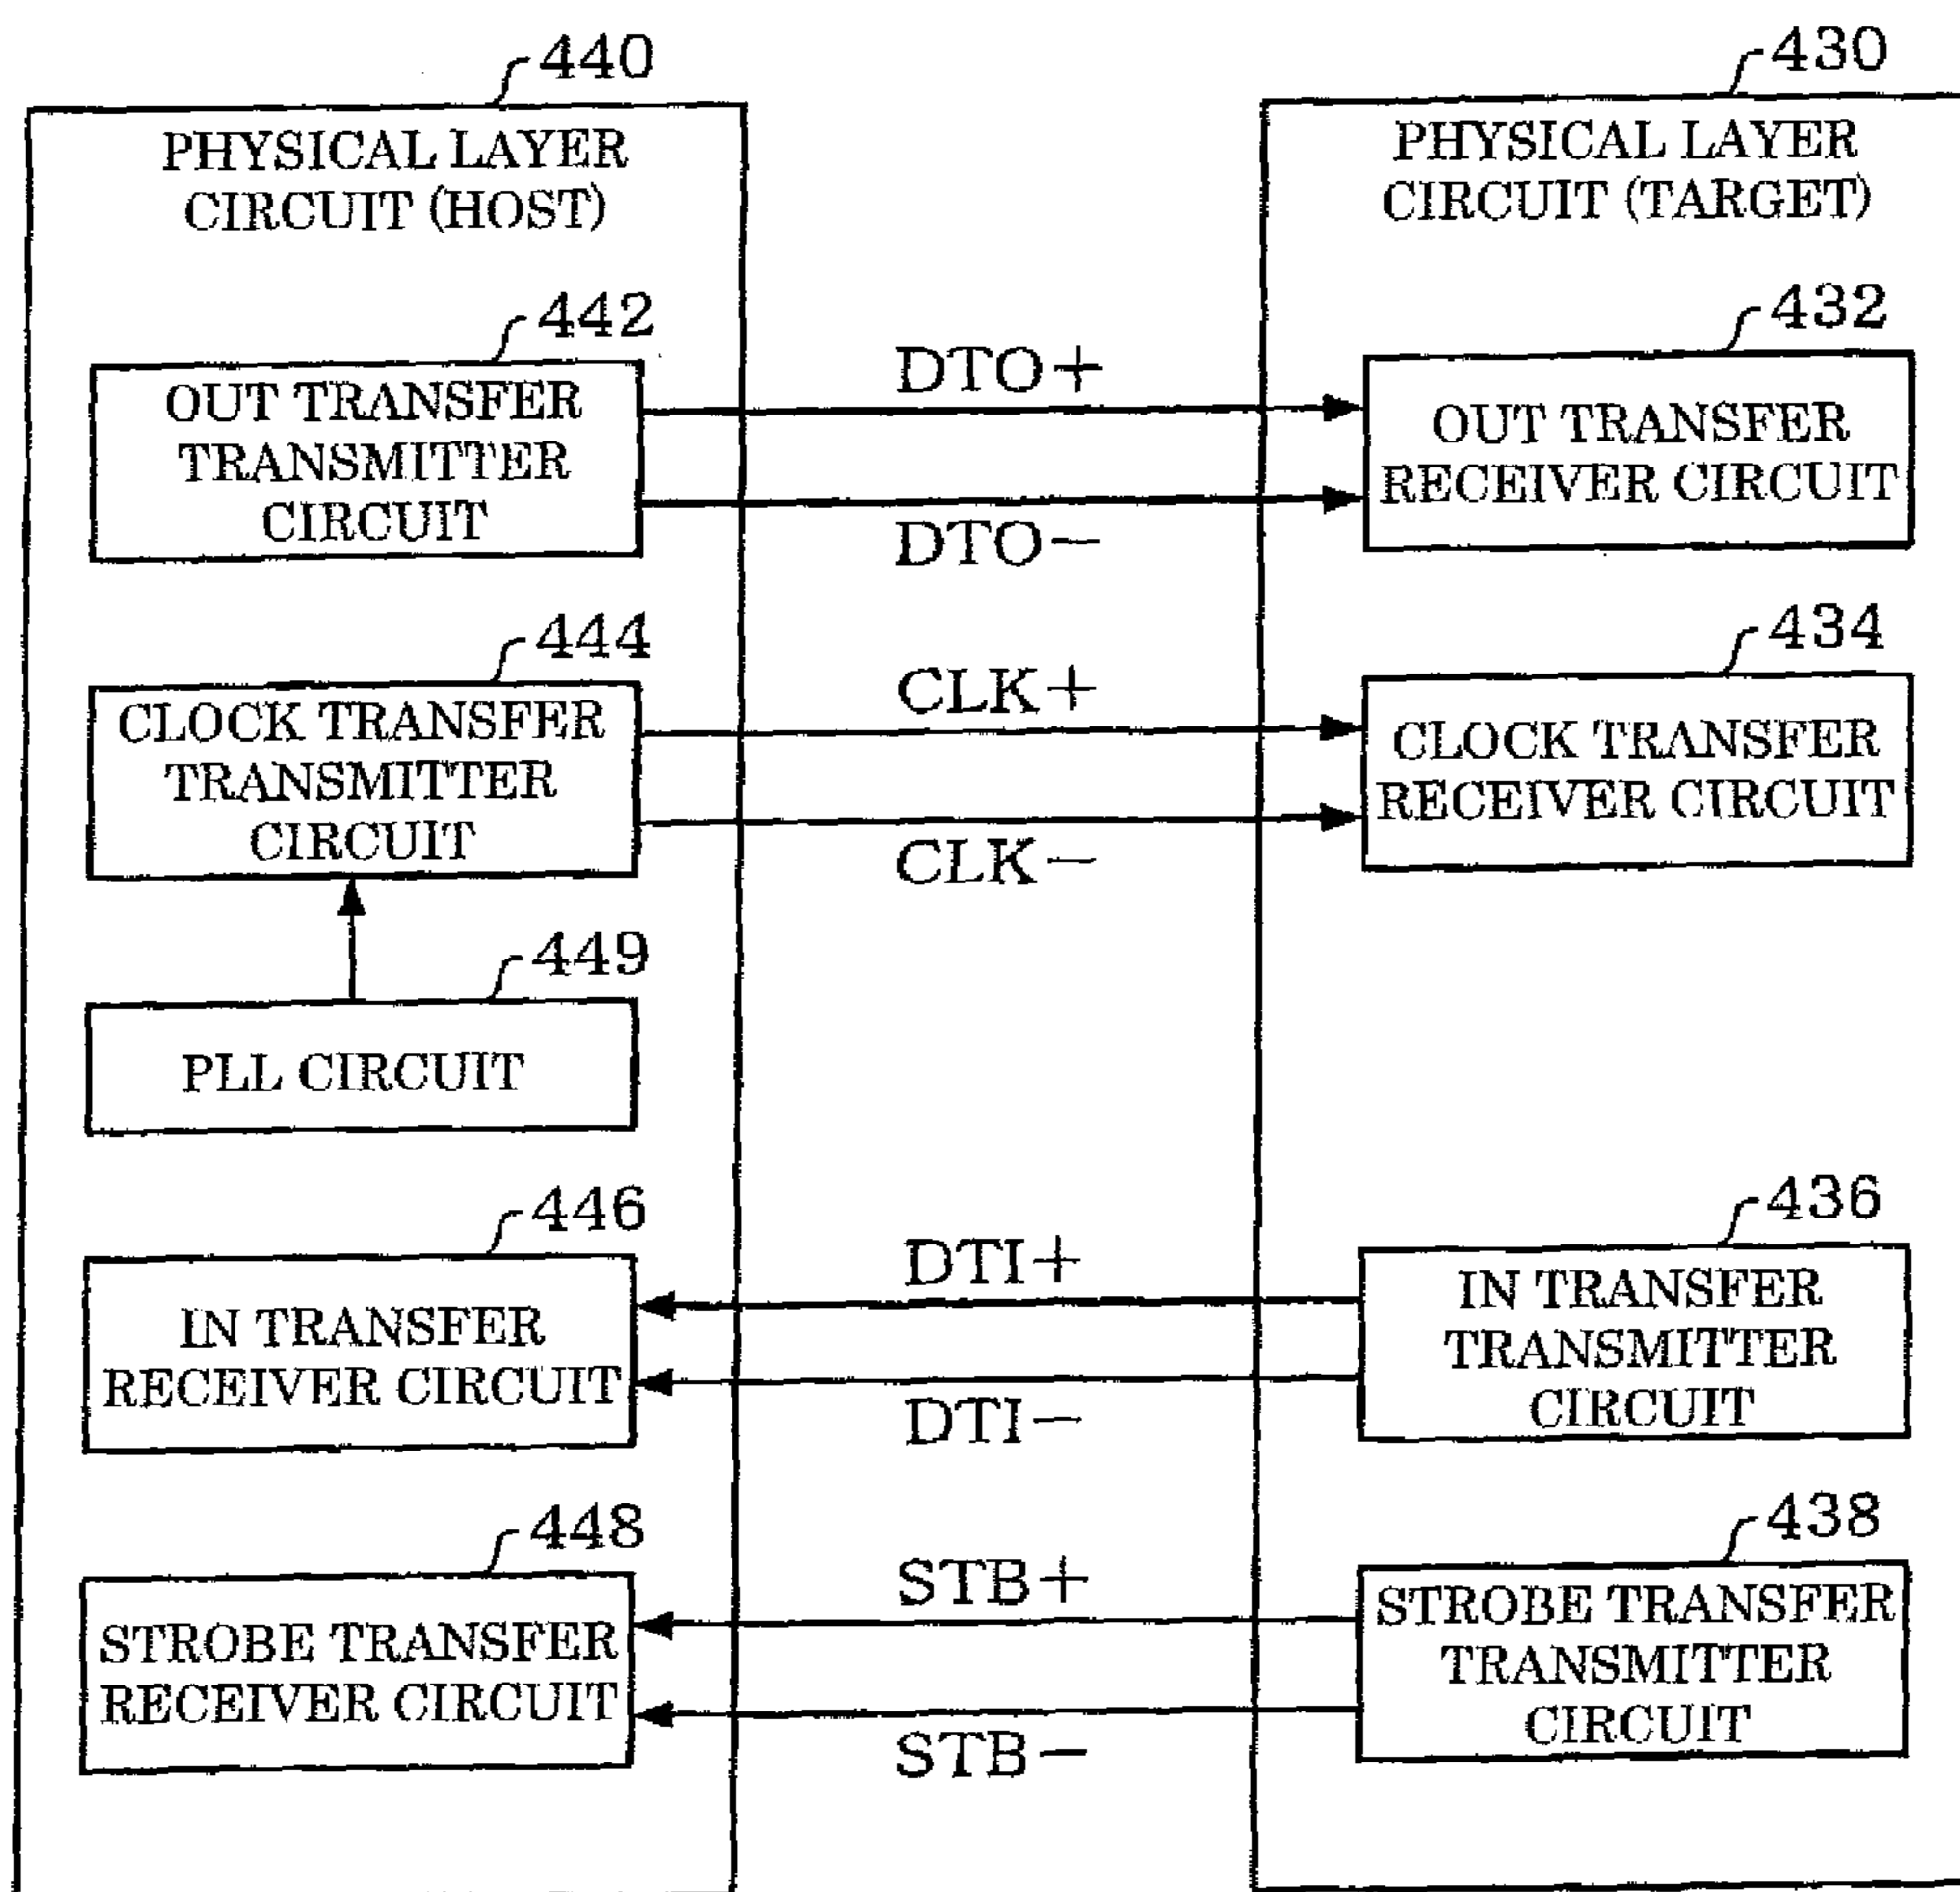 440
PHYSICAL LAYER
CIRCUIT (HOST)
430
PHYSICAL LAYER
CIRCUIT (TARGET)
442
OUT TRANSFER
TRANSMITTER
CIRCUIT
DTO+
DTO−
432
OUT TRANSFER
RECEIVER CIRCUIT
444
CLOCK TRANSFER
TRANSMITTER
CIRCUIT
CLK+
CLK−
434
CLOCK TRANSFER
RECEIVER CIRCUIT
449
PLL CIRCUIT
446
IN TRANSFER
RECEIVER CIRCUIT
DTI+
DTI−
436
IN TRANSFER
TRANSMITTER
CIRCUIT
448
STROBE TRANSFER
RECEIVER CIRCUIT
STB+
STB−
438
STROBE TRANSFER
TRANSMITTER
CIRCUIT